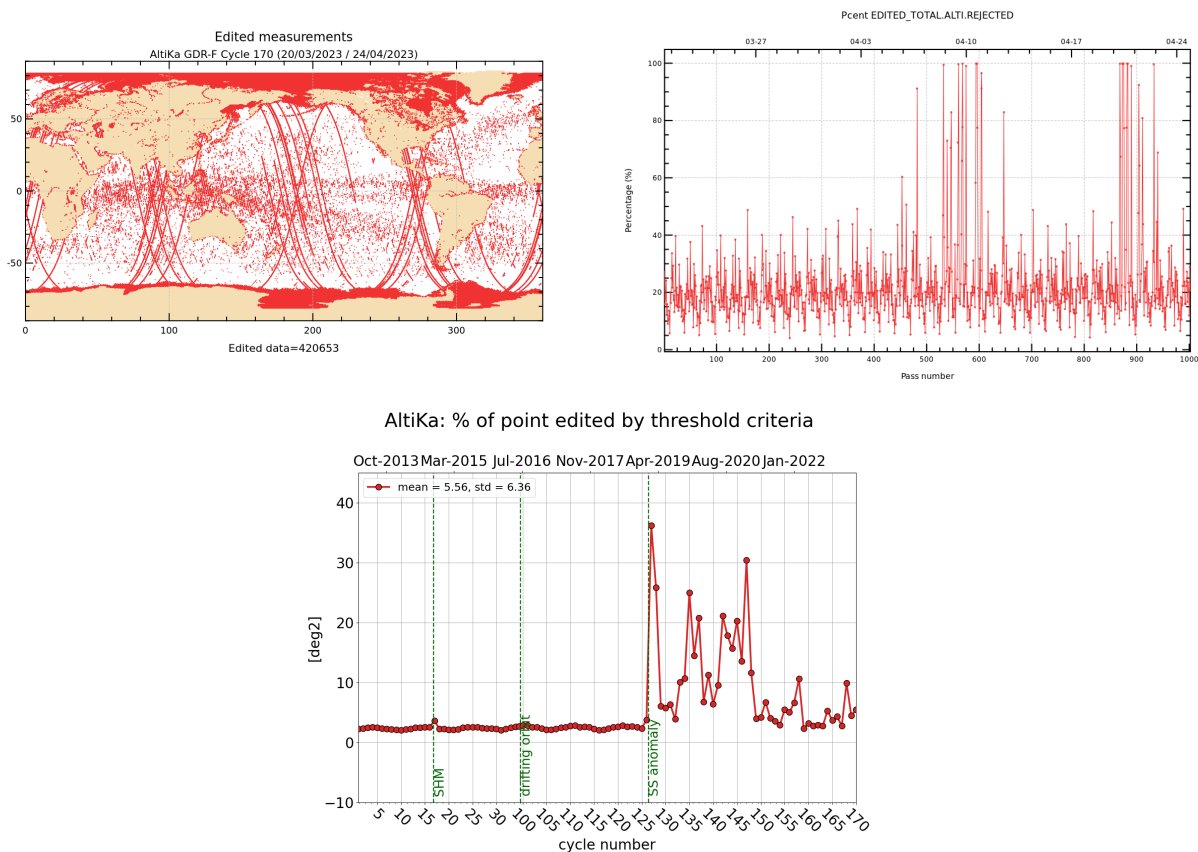 Edited measurements
AltiKa GDR-F Cycle 170 (20/03/2023 / 24/04/2023)
50
0
-50
0 100 200 300
Edited data=420653
Pcent EDITED_TOTAL.ALTI.REJECTED
03-27 04-03 04-10 04-17 04-24
Percentage (%)
100
80
60
40
20
0
100 200 300 400 500 600 700 800 900 1000
Pass number
AltiKa: % of point edited by threshold criteria
Oct-2013 Mar-2015 Jul-2016 Nov-2017 Apr-2019 Aug-2020 Jan-2022
mean = 5.56, std = 6.36
[deg2]
40
30
20
10
0
−10
SHM
drifting orbit
SS anomaly
5 10 15 20 25 30 100 105 110 115 120 125 130 135 140 145 150 155 160 165 170
cycle number